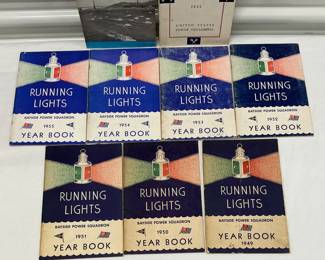 UNITED STATES
POWER SQUADRONS
RUNNING
LIGHTS
BAYSIDE POWER SQUADRON
1955
YEAR BOOK
RUNNING
LIGHTS
BAYSIDE POWER SQUADRON
1954
YEAR BOOK
RUNNING
LIGHTS
BAYSIDE POWER SQUADRON
1953
YEAR BOOK
RUNNING
LIGHTS
BAYSIDE POWER SQUADRON
1952
YEAR BOOK
RUNNING
LIGHTS
BAYSIDE POWER SQUADRON
1951
YEAR BOOK
RUNNING
LIGHTS
BAYSIDE POWER SQUADRON
1950
YEAR BOOK
RUNNING
LIGHTS
BAYSIDE POWER SQUADRON
YEAR BOOK
1949